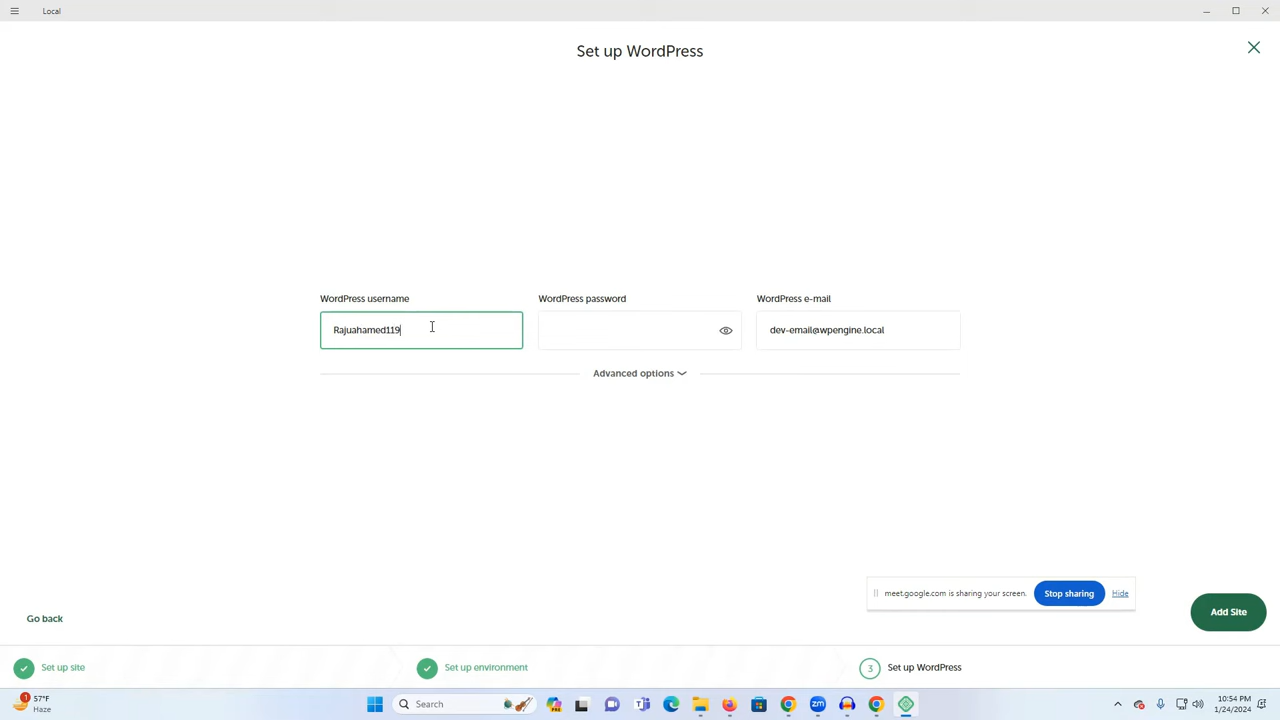 Local
Set up WordPress
WordPress username
WordPress password
WordPress e-mail
Rajuahamed119
dev-email@wpengine.local
Advanced options
meet.google.com is sharing your screen.
Stop sharing
Hide
Go back
Add Site
Set up site
Set up environment
3
Set up WordPress
1
57°F
Haze
Search
zm
10:54 PM
1/24/2024